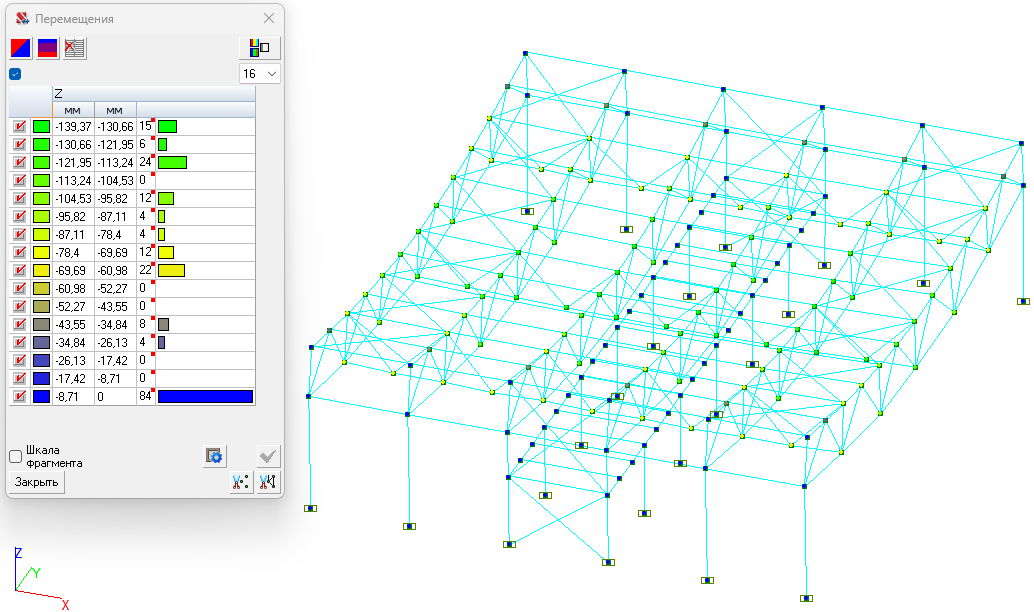 Перемещения
16
Z
мм мм
-139,37 -130,66 15
-130,66 -121,95 6
-121,95 -113,24 24
-113,24 -104,53 0
-104,53 -95,82 12
-95,82 -87,11 4
-87,11 -78,4 4
-78,4 -69,69 12
-69,69 -60,98 22
-60,98 -52,27 0
-52,27 -43,55 0
-43,55 -34,84 8
-34,84 -26,13 4
-26,13 -17,42 0
-17,42 -8,71 0
-8,71 0 84
Шкала
фрагмента
Закрыть
Z
Y
X